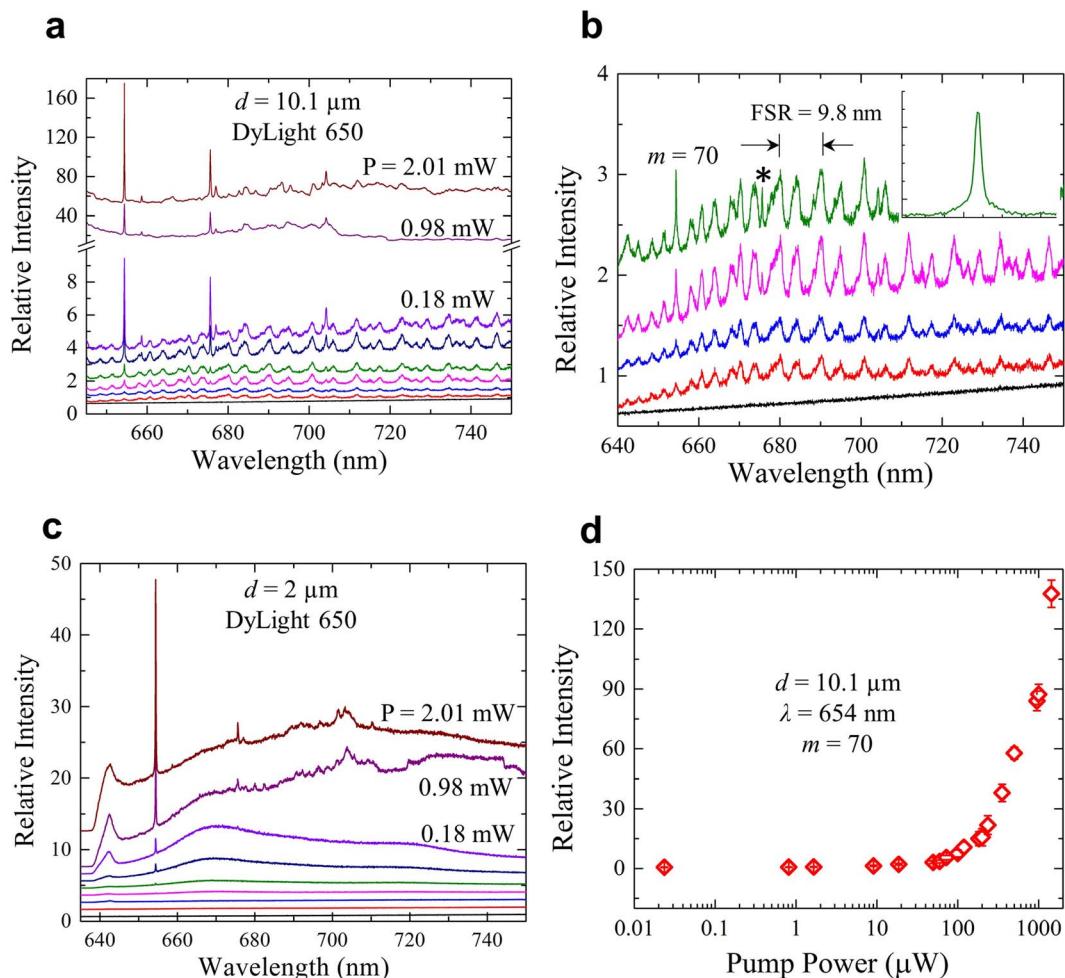 a
160
120
80
40
8
6
4
2
0
d = 10.1 µm
DyLight 650
P = 2.01 mW
0.98 mW
0.18 mW
660 680 700 720 740
Wavelength (nm)
Relative Intensity
b
4
3
2
1
FSR = 9.8 nm
m = 70
*
640 660 680 700 720 740
Wavelength (nm)
Relative Intensity
c
50
40
30
20
10
0
d = 2 µm
DyLight 650
P = 2.01 mW
0.98 mW
0.18 mW
640 660 680 700 720 740
Wavelength (nm)
Relative Intensity
d
150
120
90
60
30
0
d = 10.1 µm
λ = 654 nm
m = 70
0.01 0.1 1 10 100 1000
Pump Power (µW)
Relative Intensity